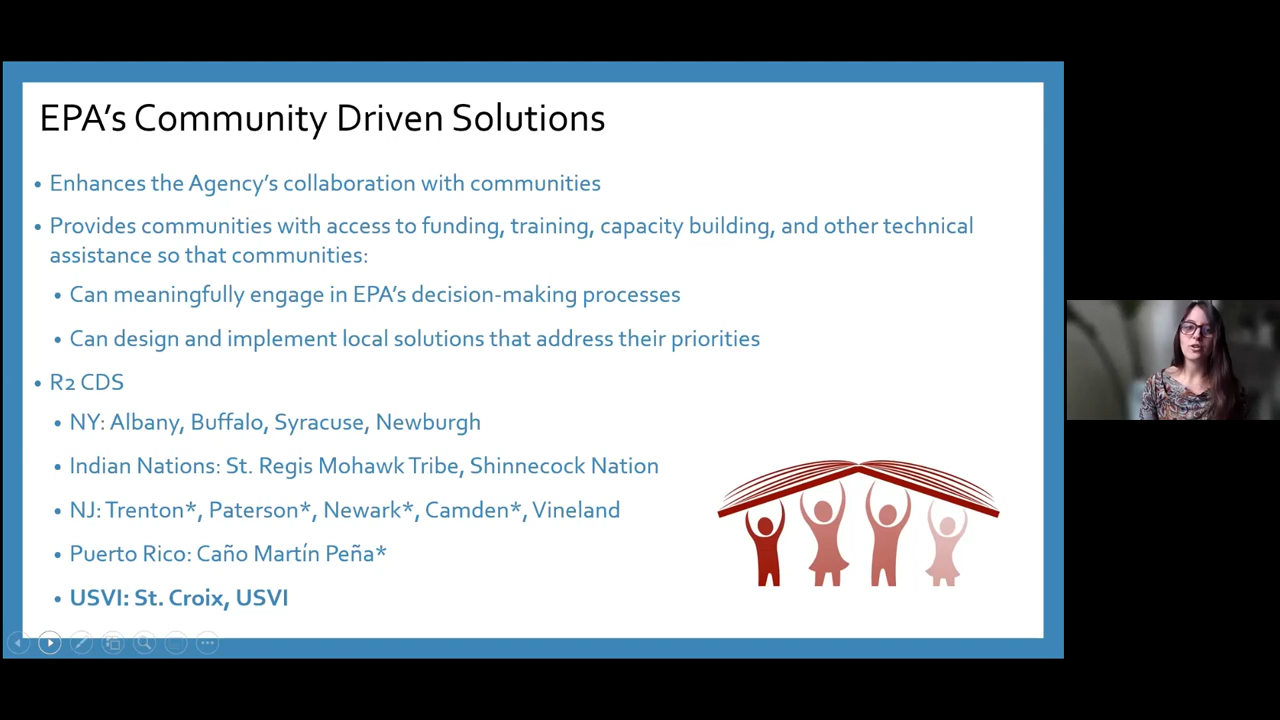 EPA's Community Driven Solutions
• Enhances the Agency's collaboration with communities
• Provides communities with access to funding, training, capacity building, and other technical
assistance so that communities:
• Can meaningfully engage in EPA's decision-making processes
• Can design and implement local solutions that address their priorities
• R2 CDS
• NY: Albany, Buffalo, Syracuse, Newburgh
• Indian Nations: St. Regis Mohawk Tribe, Shinnecock Nation
• NJ: Trenton*, Paterson*, Newark*, Camden*, Vineland
• Puerto Rico: Caño Martín Peña*
• USVI: St. Croix, USVI